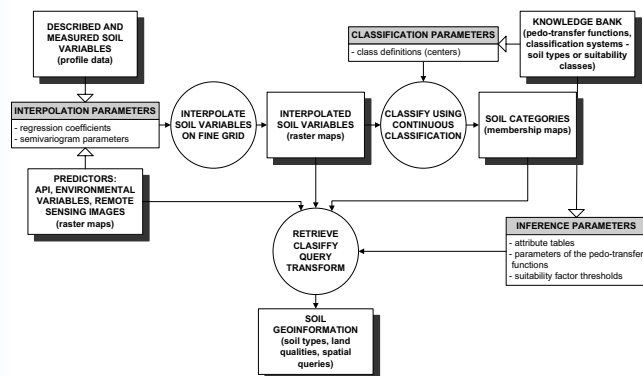 DESCRIBED AND
MEASURED SOIL
VARIABLES
(profile data)
CLASSIFICATION PARAMETERS
- class definitions (centers)
KNOWLEDGE BANK
(pedo-transfer functions,
classification systems -
soil types or suitability
classes)
INTERPOLATION PARAMETERS
- regression coefficients
- semivariogram parameters
INTERPOLATE
SOIL VARIABLES
ON FINE GRID
INTERPOLATED
SOIL VARIABLES
(raster maps)
CLASSIFY USING
CONTINUOUS
CLASSIFICATION
SOIL CATEGORIES
(membership maps)
PREDICTORS:
API, ENVIRONMENTAL
VARIABLES, REMOTE
SENSING IMAGES
(raster maps)
RETRIEVE
CLASIFFY
QUERY
TRANSFORM
INFERENCE PARAMETERS
- attribute tables
- parameters of the pedo-transfer
functions
- suitability factor thresholds
SOIL
GEOINFORMATION
(soil types, land
qualities, spatial
queries)